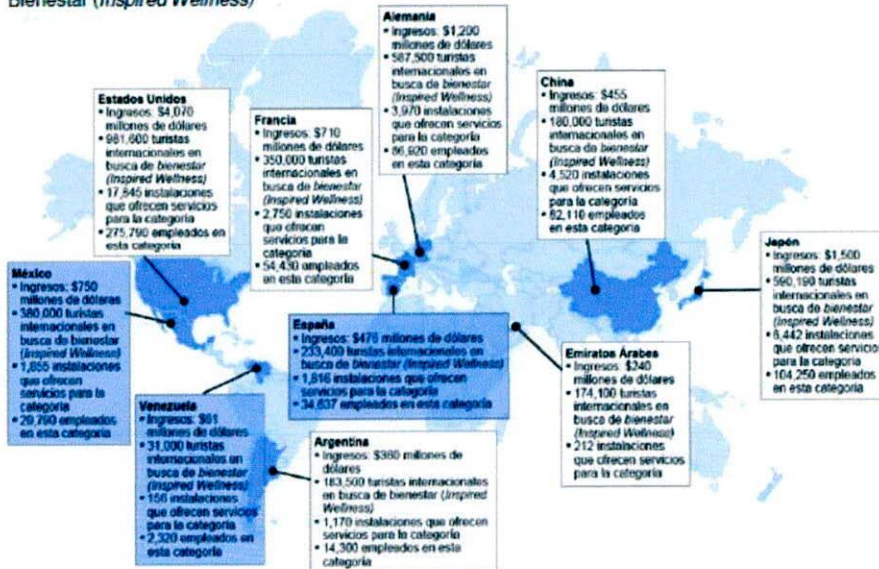 Bienestar (Inspired Wellness)
Alemania
• Ingresos: $1,200
millones de dólares
• 587,500 turistas
internacionales en
busca de bienestar
(Inspired Wellness)
• 3,970 instalaciones
que ofrecen servicios
para la categoría
• 86,920 empleados
en esta categoría
China
• Ingresos: $455
millones de dólares
• 180,000 turistas
internacionales en
busca de bienestar
(Inspired Wellness)
• 4,520 instalaciones
que ofrecen servicios
para la categoría
• 62,110 empleados
en esta categoría
Estados Unidos
• Ingresos: $4,070
millones de dólares
• 981,600 turistas
internacionales en
busca de bienestar
(Inspired Wellness)
• 17,845 instalaciones
que ofrecen servicios
para la categoría
• 275,790 empleados en
esta categoría
Francia
• Ingresos: $710
millones de dólares
• 350,000 turistas
internacionales en
busca de bienestar
(Inspired Wellness)
• 2,750 instalaciones
que ofrecen
servicios para la
categoría
• 54,430 empleados
en esta categoría
Japón
• Ingresos: $1,500
millones de dólares
• 590,190 turistas
internacionales en
busca de bienestar
(Inspired Wellness)
• 6,442 instalaciones
que ofrecen servicios
para la categoría
• 104,250 empleados
en esta categoría
México
• Ingresos: $750
millones de dólares
• 380,000 turistas
internacionales en
busca de bienestar
(Inspired Wellness)
• 1,855 instalaciones
que ofrecen
servicios para la
categoría
• 29,790 empleados
en esta categoría
España
• Ingresos: $476 millones de dólares
• 233,400 turistas internacionales en
busca de bienestar (Inspired Wellness)
• 1,816 instalaciones que ofrecen
servicios para la categoría
• 34,637 empleados en esta categoría
Emiratos Árabes
• Ingresos: $240
millones de dólares
• 174,100 turistas
internacionales en
busca de bienestar
(Inspired Wellness)
• 212 instalaciones
que ofrecen servicios
para la categoría
Venezuela
• Ingresos: $61
millones de dólares
• 31,000 turistas
internacionales en
busca de bienestar
(Inspired Wellness)
• 156 instalaciones
que ofrecen servicios
para la categoría
• 2,320 empleados en
esta categoría
Argentina
• Ingresos: $360 millones de
dólares
• 183,500 turistas internacionales
en busca de bienestar (Inspired
Wellness)
• 1,170 instalaciones que ofrecen
servicios para la categoría
• 14,300 empleados en esta
categoría